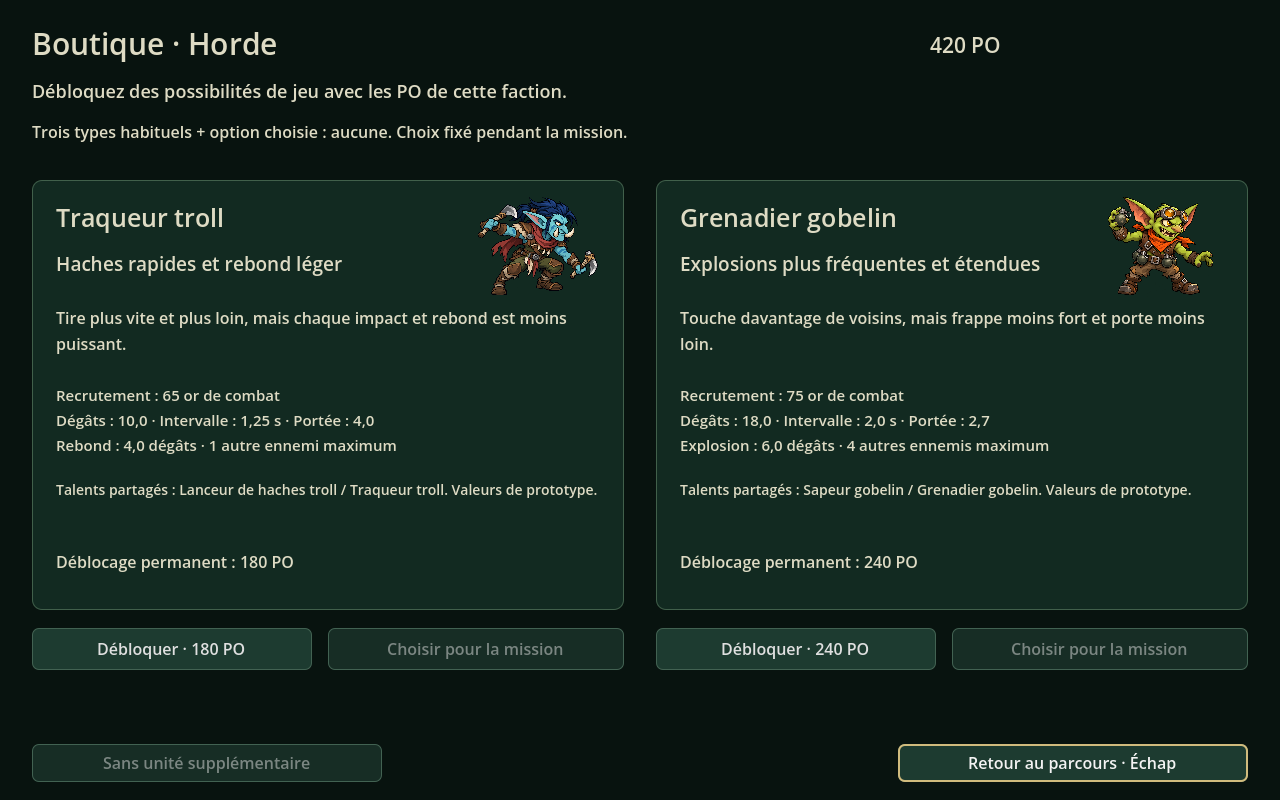 Boutique · Horde
420 PO
Débloquez des possibilités de jeu avec les PO de cette faction.
Trois types habituels + option choisie : aucune. Choix fixé pendant la mission.
Traqueur troll
Haches rapides et rebond léger
Tire plus vite et plus loin, mais chaque impact et rebond est moins
puissant.
Recrutement : 65 or de combat
Dégâts : 10,0 · Intervalle : 1,25 s · Portée : 4,0
Rebond : 4,0 dégâts · 1 autre ennemi maximum
Talents partagés : Lanceur de haches troll / Traqueur troll. Valeurs de prototype.
Déblocage permanent : 180 PO
Débloquer · 180 PO
Choisir pour la mission
Grenadier gobelin
Explosions plus fréquentes et étendues
Touche davantage de voisins, mais frappe moins fort et porte moins
loin.
Recrutement : 75 or de combat
Dégâts : 18,0 · Intervalle : 2,0 s · Portée : 2,7
Explosion : 6,0 dégâts · 4 autres ennemis maximum
Talents partagés : Sapeur gobelin / Grenadier gobelin. Valeurs de prototype.
Déblocage permanent : 240 PO
Débloquer · 240 PO
Choisir pour la mission
Sans unité supplémentaire
Retour au parcours · Échap